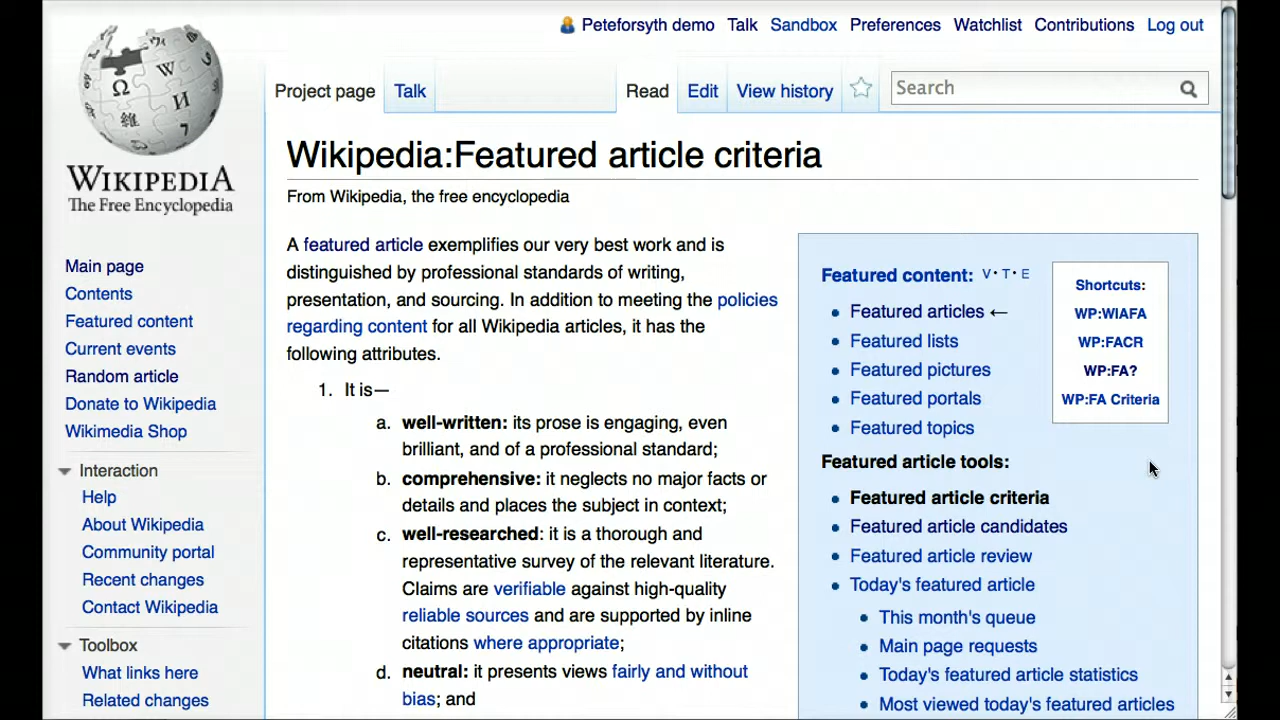 Peteforsyth demo Talk Sandbox Preferences Watchlist Contributions Log out
Project page Talk Read Edit View history Search
WIKIPEDIA
The Free Encyclopedia
Main page
Contents
Featured content
Current events
Random article
Donate to Wikipedia
Wikimedia Shop
Interaction
Help
About Wikipedia
Community portal
Recent changes
Contact Wikipedia
Toolbox
What links here
Related changes
Wikipedia:Featured article criteria
From Wikipedia, the free encyclopedia
A featured article exemplifies our very best work and is
distinguished by professional standards of writing,
presentation, and sourcing. In addition to meeting the policies
regarding content for all Wikipedia articles, it has the
following attributes.
1. It is—
a. well-written: its prose is engaging, even
brilliant, and of a professional standard;
b. comprehensive: it neglects no major facts or
details and places the subject in context;
c. well-researched: it is a thorough and
representative survey of the relevant literature.
Claims are verifiable against high-quality
reliable sources and are supported by inline
citations where appropriate;
d. neutral: it presents views fairly and without
bias; and
Featured content: V • T • E
• Featured articles ←
• Featured lists
• Featured pictures
• Featured portals
• Featured topics
Shortcuts:
WP:WIAFA
WP:FACR
WP:FA?
WP:FA Criteria
Featured article tools:
• Featured article criteria
• Featured article candidates
• Featured article review
• Today's featured article
• This month's queue
• Main page requests
• Today's featured article statistics
• Most viewed today's featured articles